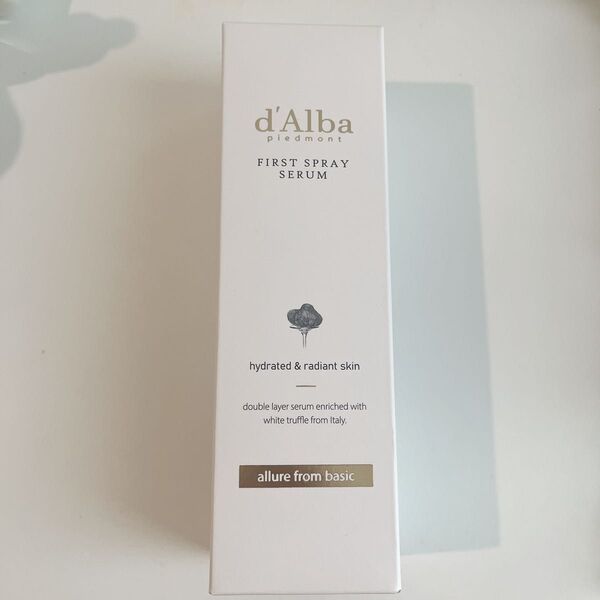 d'Alba
piedmont
FIRST SPRAY
SERUM
hydrated & radiant skin
double layer serum enriched with
white truffle from Italy.
allure from basic